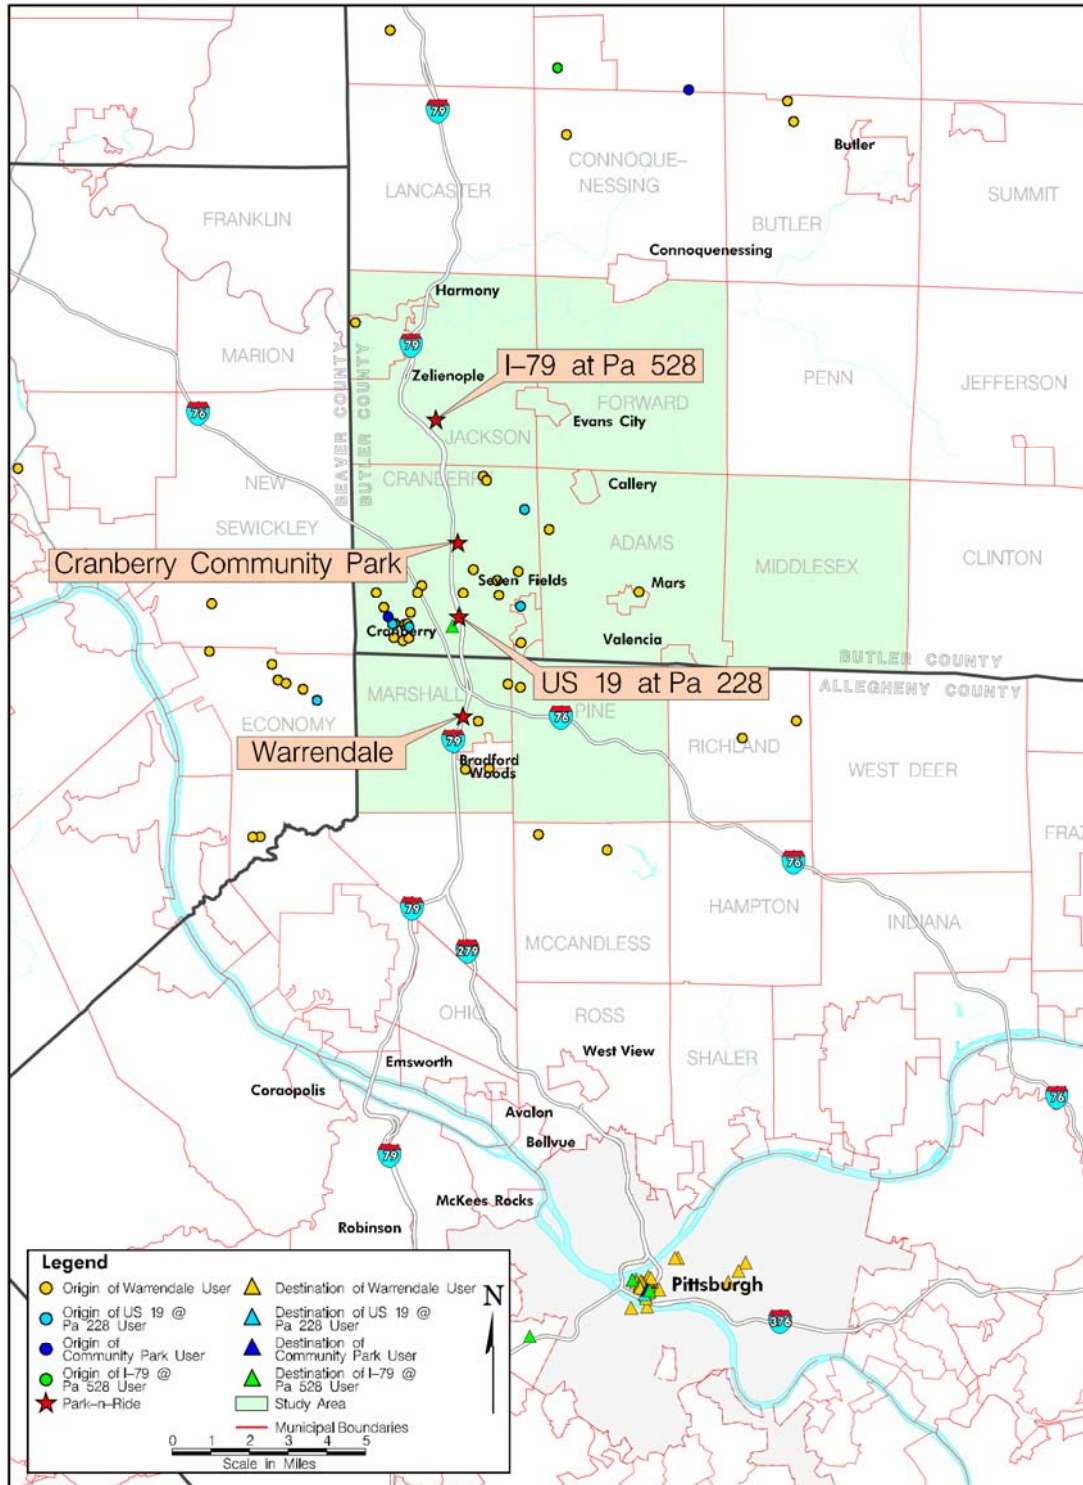 79
CONNOQUE-
NESSING
Butler
LANCASTER
SUMMIT
FRANKLIN
BUTLER
Connoquenessing
Harmony
79
MARION
BEAVER COUNTY
BUTLER COUNTY
I-79 at Pa 528
Zelienople
PENN
JEFFERSON
FORWARD
76
Evans City
JACKSON
NEW
SEWICKLEY
CRANBERRY
Callery
Cranberry Community Park
ADAMS
MIDDLESEX
CLINTON
Seven Fields
Mars
Cranberry
Valencia
BUTLER COUNTY
ALLEGHENY COUNTY
US 19 at Pa 228
MARSHALL
ECONOMY
PINE
76
Warrendale
79
RICHLAND
Bradford
Woods
WEST DEER
FRAZ
76
79
HAMPTON
INDIANA
279
MCCANDLESS
OHIO
ROSS
SHALER
West View
Emsworth
Coraopolis
76
Avalon
Bellvue
79
McKees Rocks
Robinson
Pittsburgh
376
Legend
Origin of Warrendale User
Destination of Warrendale User
Origin of US 19 @
Pa 228 User
Destination of US 19 @
Pa 228 User
Origin of
Community Park User
Destination of
Community Park User
Origin of I-79 @
Pa 528 User
Destination of I-79 @
Pa 528 User
Park-n-Ride
Study Area
Municipal Boundaries
0 1 2 3 4 5
Scale in Miles
N